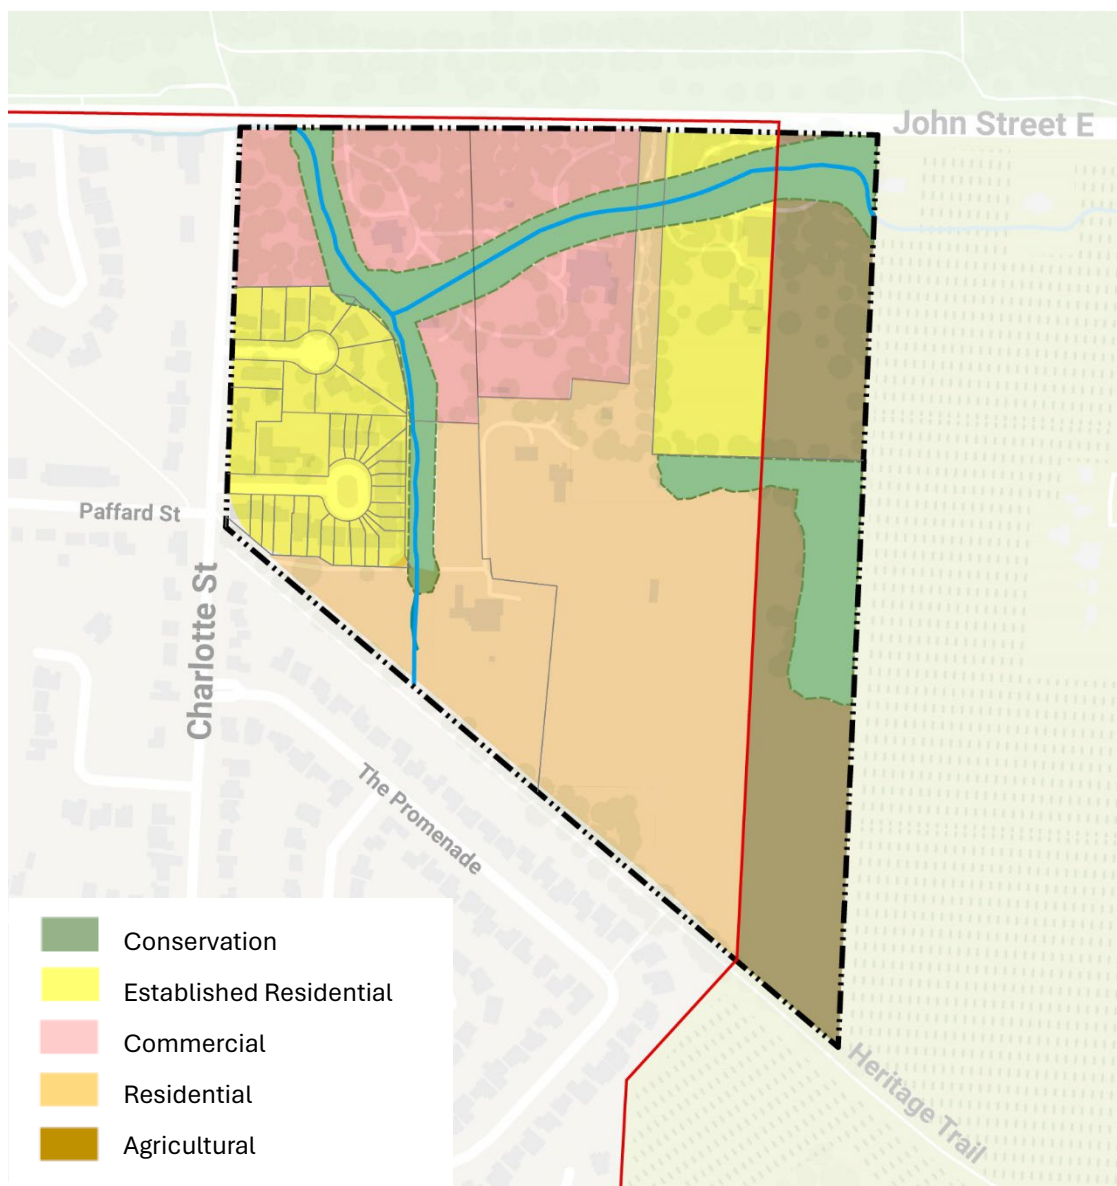 John Street E
Paffard St
Charlotte St
The Promenade
Heritage Trail
Conservation
Established Residential
Commercial
Residential
Agricultural